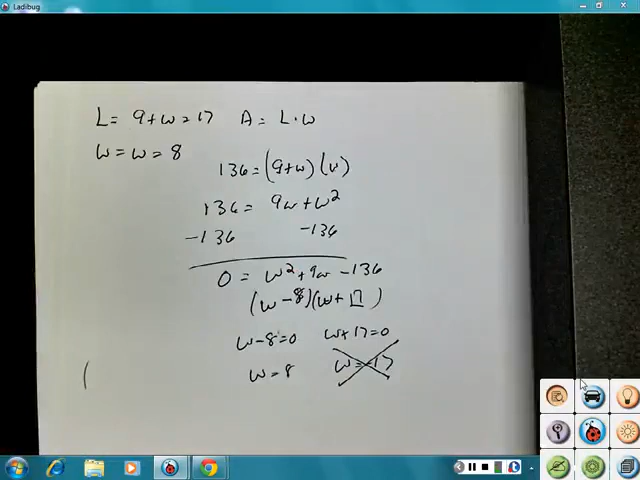 Ladibug
L = 9+w = 17   A = L·w
w = w = 8
136 = (9+w)(w)
136 = 9w+w²
-136   -136
0 = w²+9w-136
(w-8)(w+17)
w-8=0   w+17=0
w=8   w=-17
(